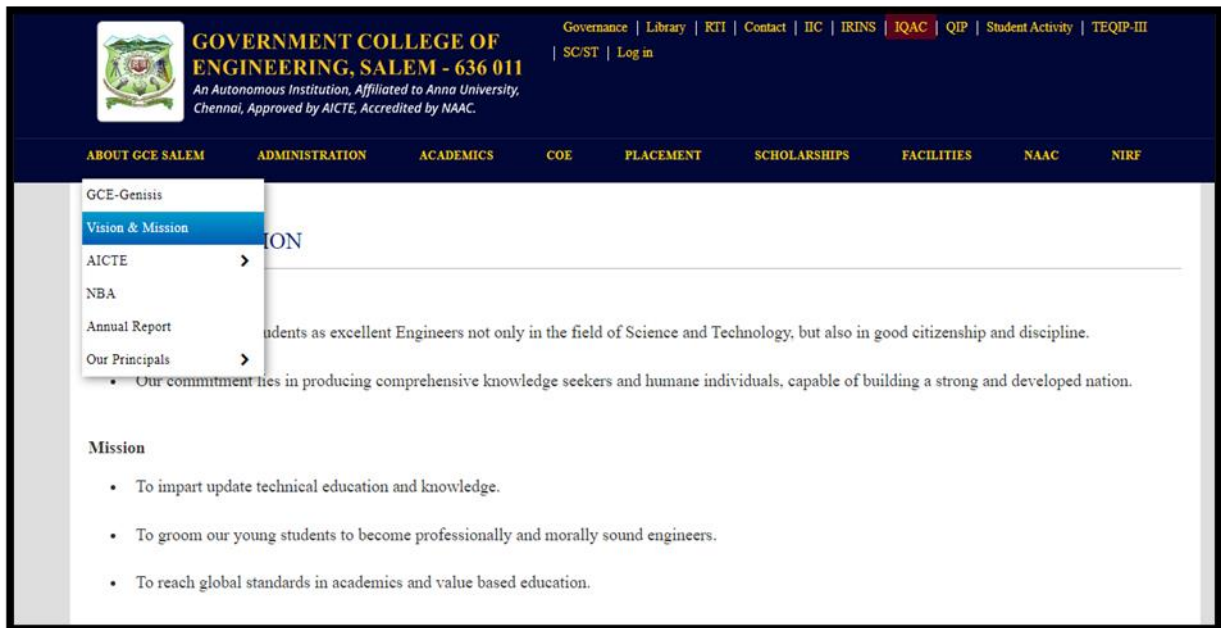 GOVERNMENT COLLEGE OF
ENGINEERING, SALEM - 636 011
An Autonomous Institution, Affiliated to Anna University,
Chennai, Approved by AICTE, Accredited by NAAC.
Governance | Library | RTI | Contact | IIC | IRINS | IQAC | QIP | Student Activity | TEQIP-III
| SC/ST | Log in
ABOUT GCE SALEM ADMINISTRATION ACADEMICS COE PLACEMENT SCHOLARSHIPS FACILITIES NAAC NIRF
GCE-Genisis
Vision & Mission
AICTE
NBA
Annual Report
Our Principals
ION
udents as excellent Engineers not only in the field of Science and Technology, but also in good citizenship and discipline.
• Our commitment lies in producing comprehensive knowledge seekers and humane individuals, capable of building a strong and developed nation.
Mission
• To impart update technical education and knowledge.
• To groom our young students to become professionally and morally sound engineers.
• To reach global standards in academics and value based education.